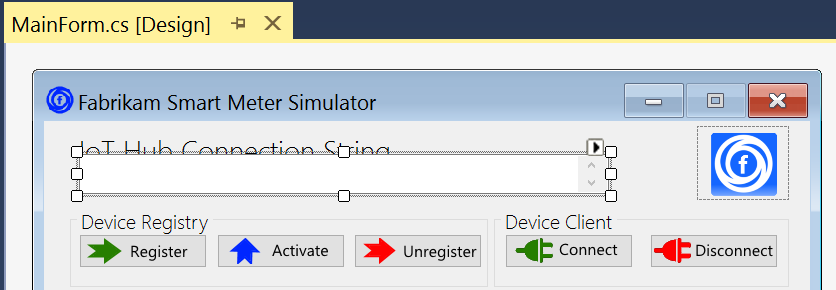 MainForm.cs [Design]
Fabrikam Smart Meter Simulator
IoT Hub Connection String
f
Device Registry
Device Client
Register
Activate
Unregister
Connect
Disconnect